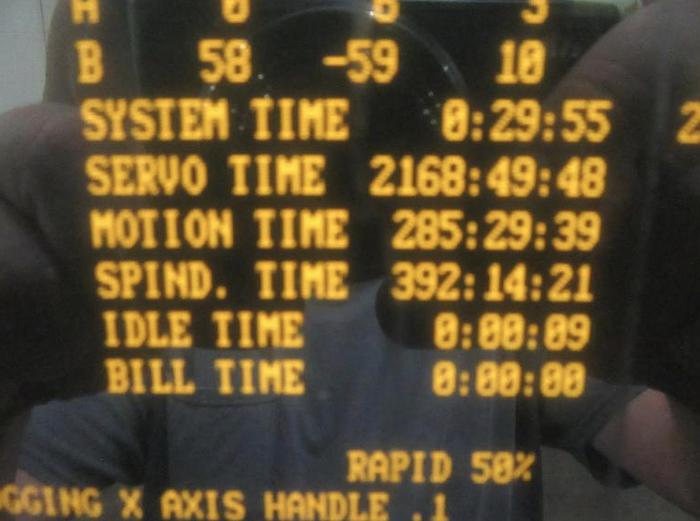 A 0 6 3
B 58 -59 10
SYSTEM TIME 0:29:55 2
SERVO TIME 2168:49:48
MOTION TIME 285:29:39
SPIND. TIME 392:14:21
IDLE TIME 0:00:09
BILL TIME 0:00:00
RAPID 50%
GGING X AXIS HANDLE .1